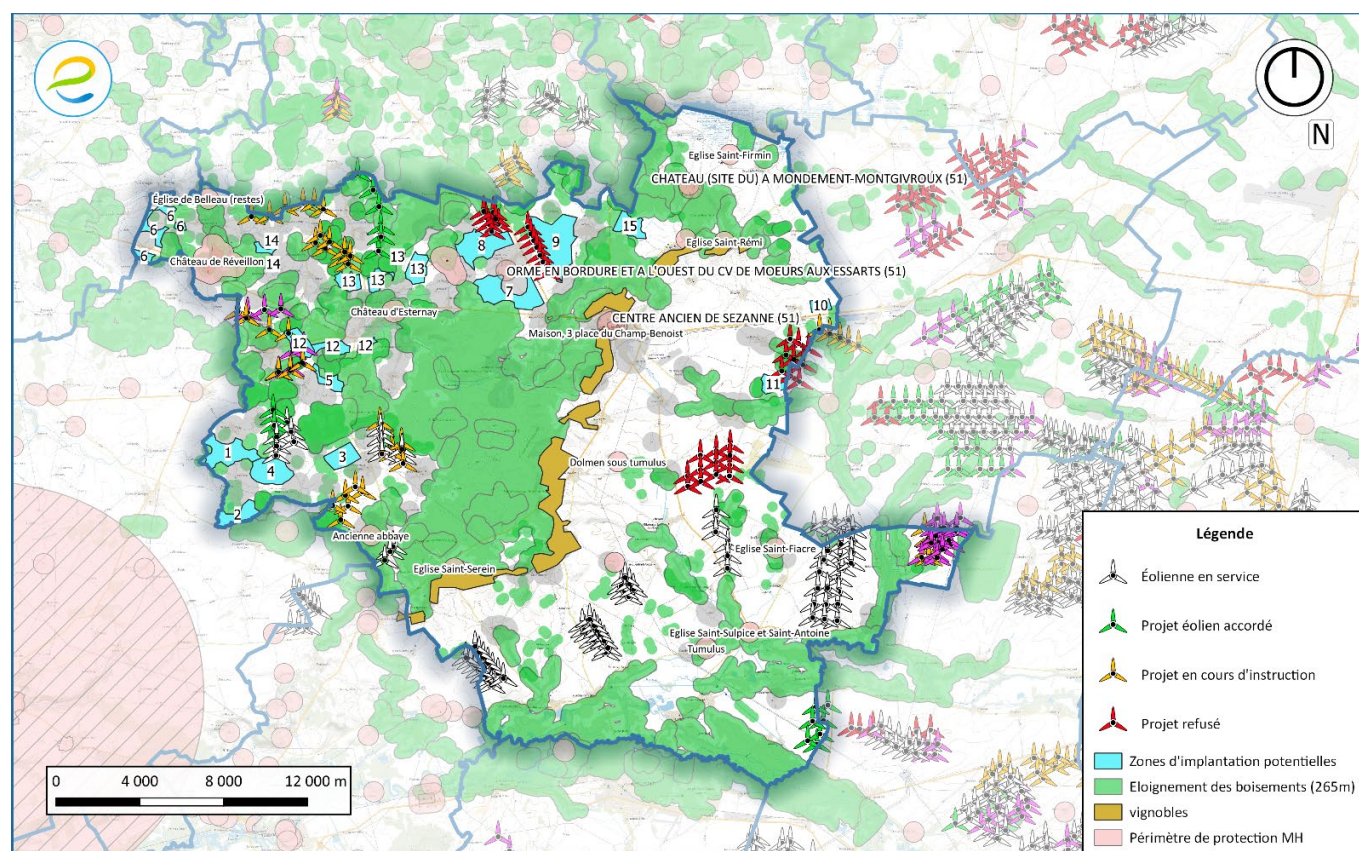 N
Eglise Saint-Firmin
CHATEAU (SITE DU) A MONDEMENT-MONTGIVROUX (51)
Église de Belleau (restes)
6
6
6
6
14
14
Château de Réveillon
13
13
13
13
8
9
15
Eglise Saint-Rémi
ORME EN BORDURE ET A L'OUEST DU CV DE MOEURS AUX ESSARTS (51)
7
Château d'Esternay
CENTRE ANCIEN DE SEZANNE (51)
10
Maison, 3 place du Champ-Benoist
12
12
12
5
11
1
4
3
2
Dolmen sous tumulus
Ancienne abbaye
Eglise Saint-Fiacre
Eglise Saint-Serein
Eglise Saint-Sulpice et Saint-Antoine
Tumulus
0 4 000 8 000 12 000 m
Légende
Éolienne en service
Projet éolien accordé
Projet en cours d'instruction
Projet refusé
Zones d'implantation potentielles
Eloignement des boisements (265m)
vignobles
Périmètre de protection MH